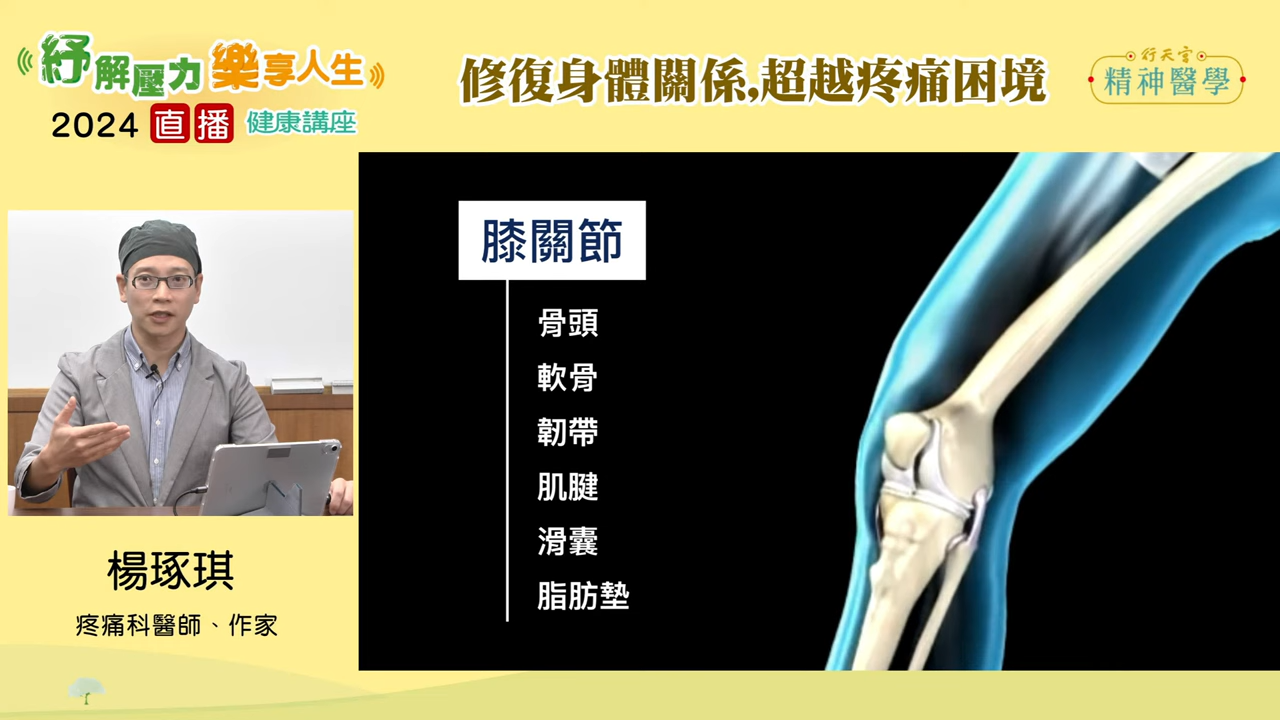 紓解壓力 樂享人生
2024 直播 健康講座
修復身體關係,超越疼痛困境
行天宮
精神醫學
膝關節
骨頭
軟骨
韌帶
肌腱
滑囊
脂肪墊
楊琢琪
疼痛科醫師、作家